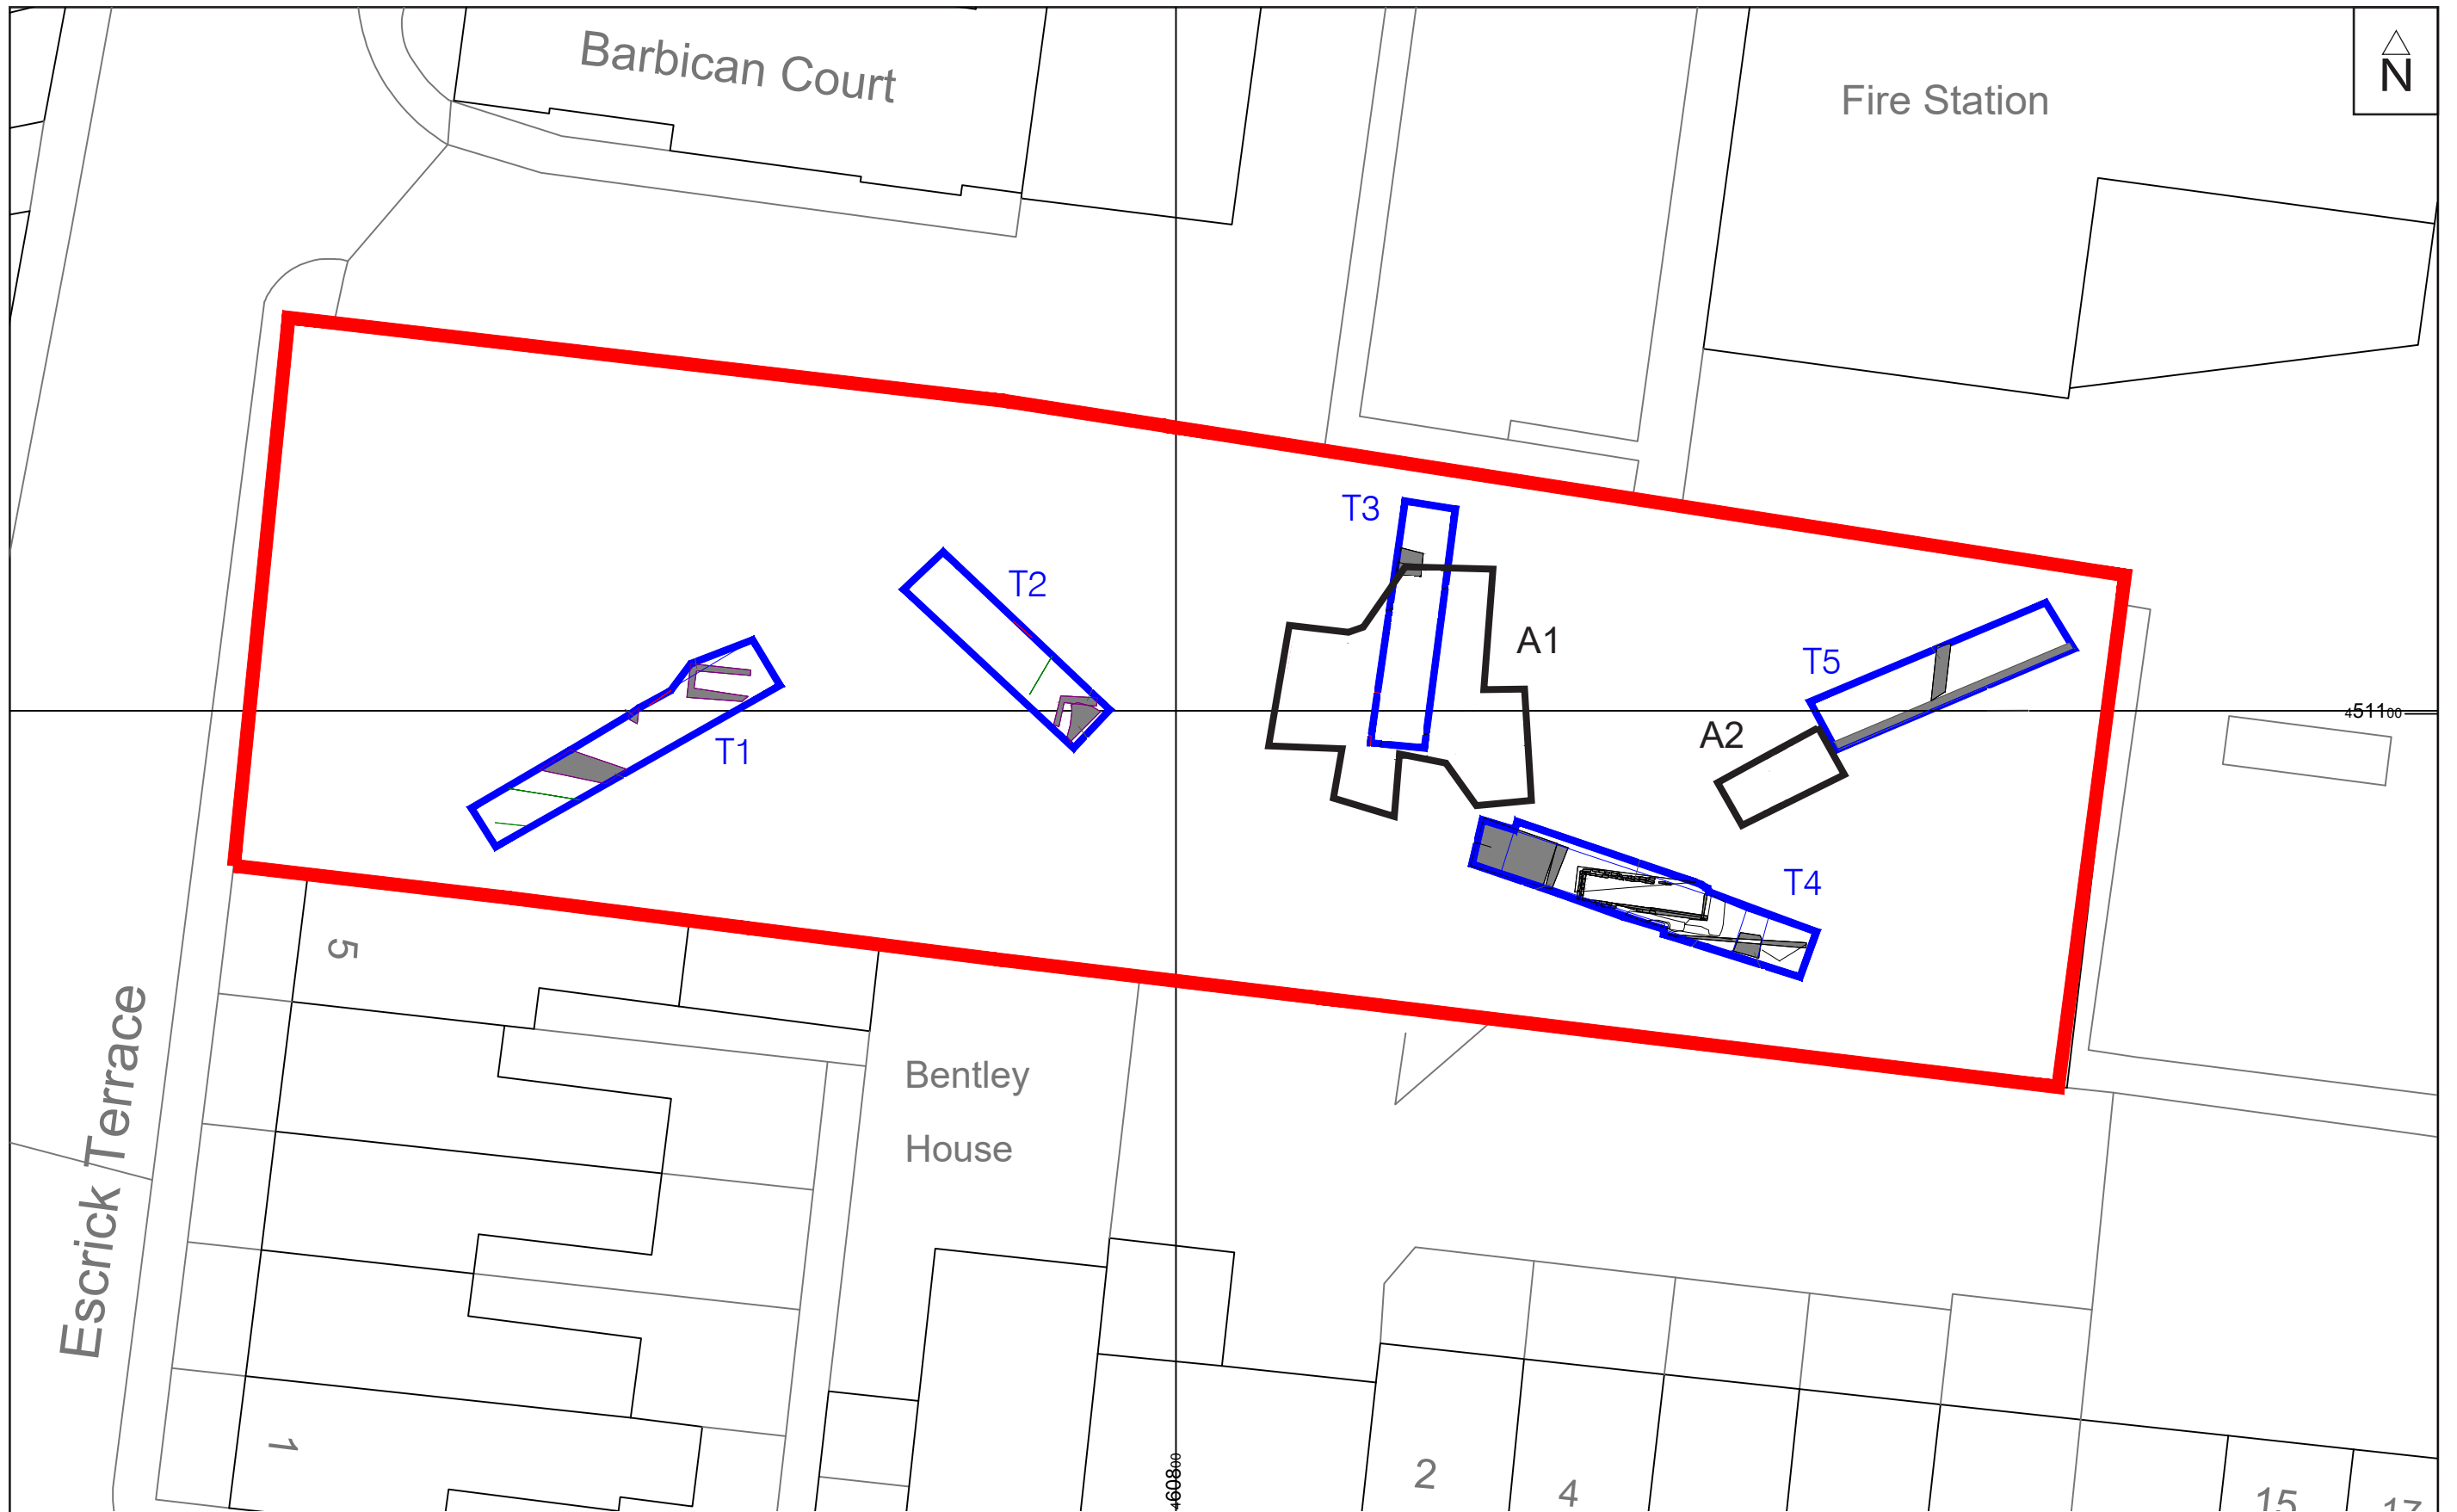 Barbican Court
Fire Station
N
T3
T2
A1
T5
T1
A2
451100
T4
5
Escrick Terrace
Bentley
House
460800
1
2
4
15
17